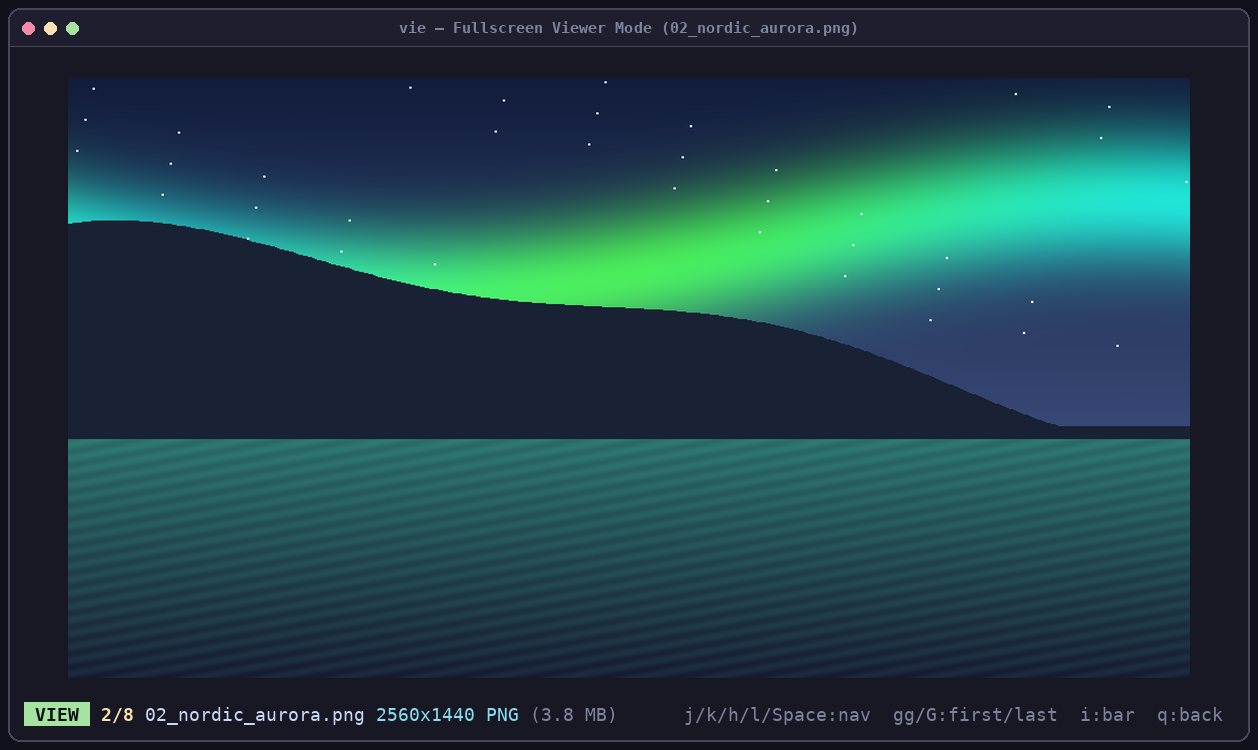 vie — Fullscreen Viewer Mode (02_nordic_aurora.png)
VIEW 2/8 02_nordic_aurora.png 2560x1440 PNG (3.8 MB) j/k/h/l/Space:nav gg/G:first/last i:bar q:back